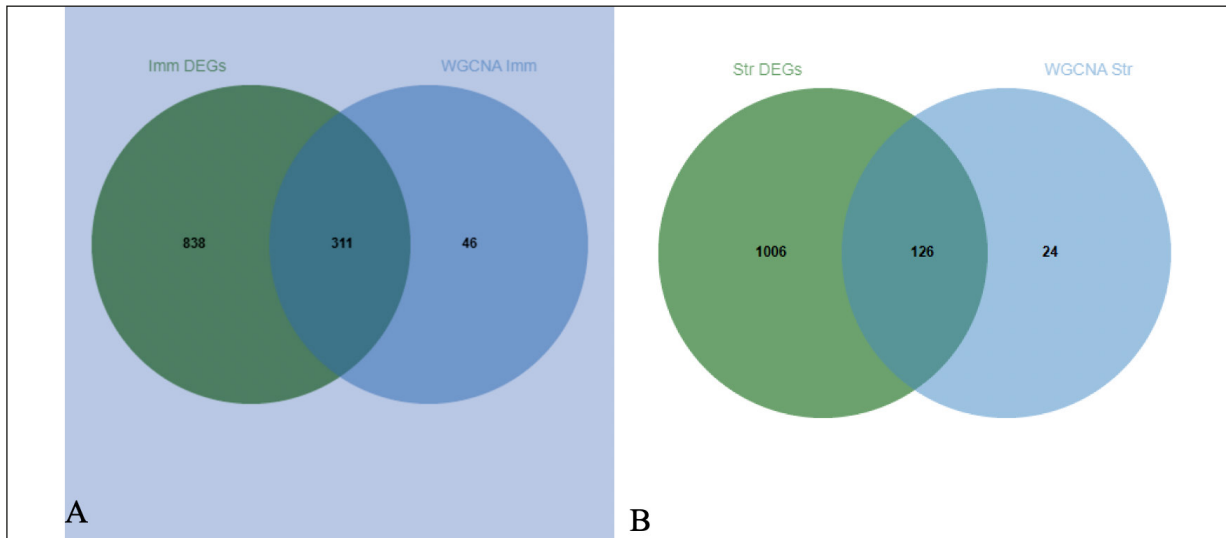 Imm DEGs
WGCNA Imm
838
311
46
A
Str DEGs
WGCNA Str
1006
126
24
B